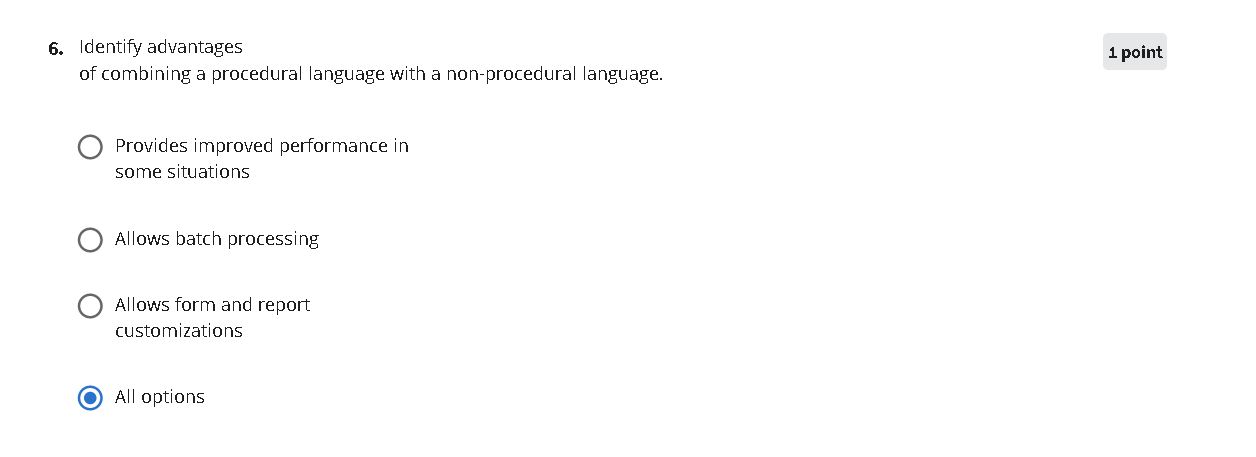 6. Identify advantages
of combining a procedural language with a non-procedural language.
1 point
Provides improved performance in
some situations
Allows batch processing
Allows form and report
customizations
All options